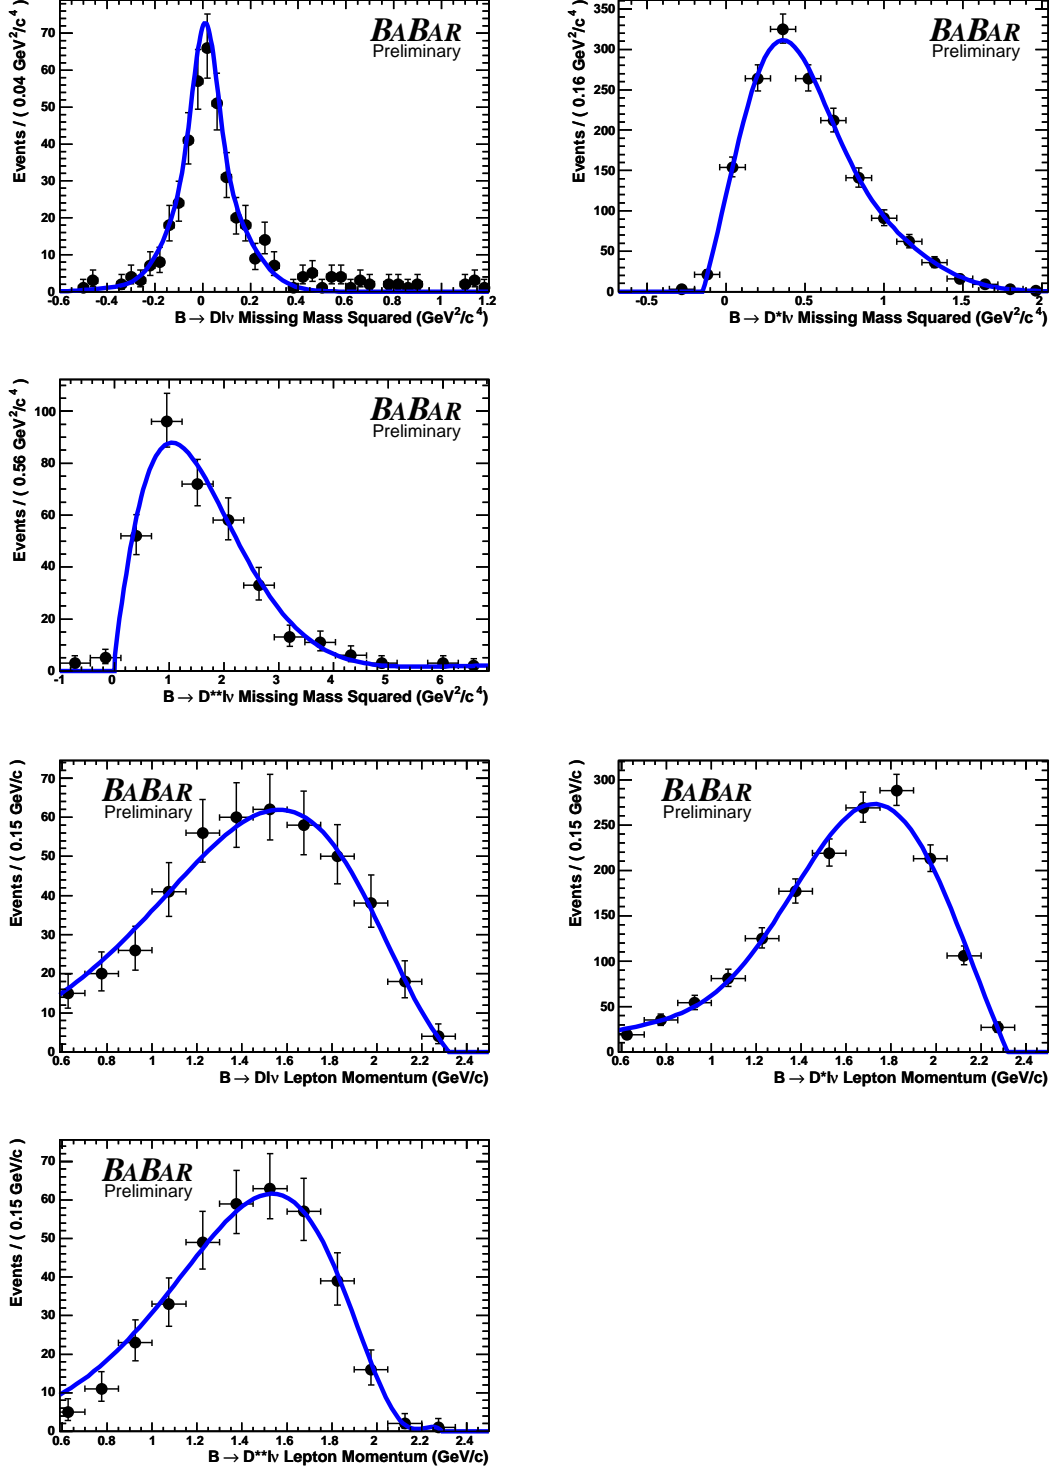 Events / ( 0.04 GeV²/c⁴ )
70
60
50
40
30
20
10
0
BABAR
Preliminary
-0.6 -0.4 -0.2 0 0.2 0.4 0.6 0.8 1 1.2
B → Dlν Missing Mass Squared (GeV²/c⁴)
Events / ( 0.16 GeV²/c⁴ )
350
300
250
200
150
100
50
0
BABAR
Preliminary
-0.5 0 0.5 1 1.5 2
B → D*lν Missing Mass Squared (GeV²/c⁴)
Events / ( 0.56 GeV²/c⁴ )
100
80
60
40
20
0
BABAR
Preliminary
-1 0 1 2 3 4 5 6
B → D**lν Missing Mass Squared (GeV²/c⁴)
Events / ( 0.15 GeV/c )
70
60
50
40
30
20
10
0
BABAR
Preliminary
0.6 0.8 1 1.2 1.4 1.6 1.8 2 2.2 2.4
B → Dlν Lepton Momentum (GeV/c)
Events / ( 0.15 GeV/c )
300
250
200
150
100
50
0
BABAR
Preliminary
0.6 0.8 1 1.2 1.4 1.6 1.8 2 2.2 2.4
B → D*lν Lepton Momentum (GeV/c)
Events / ( 0.15 GeV/c )
70
60
50
40
30
20
10
0
BABAR
Preliminary
0.6 0.8 1 1.2 1.4 1.6 1.8 2 2.2 2.4
B → D**lν Lepton Momentum (GeV/c)